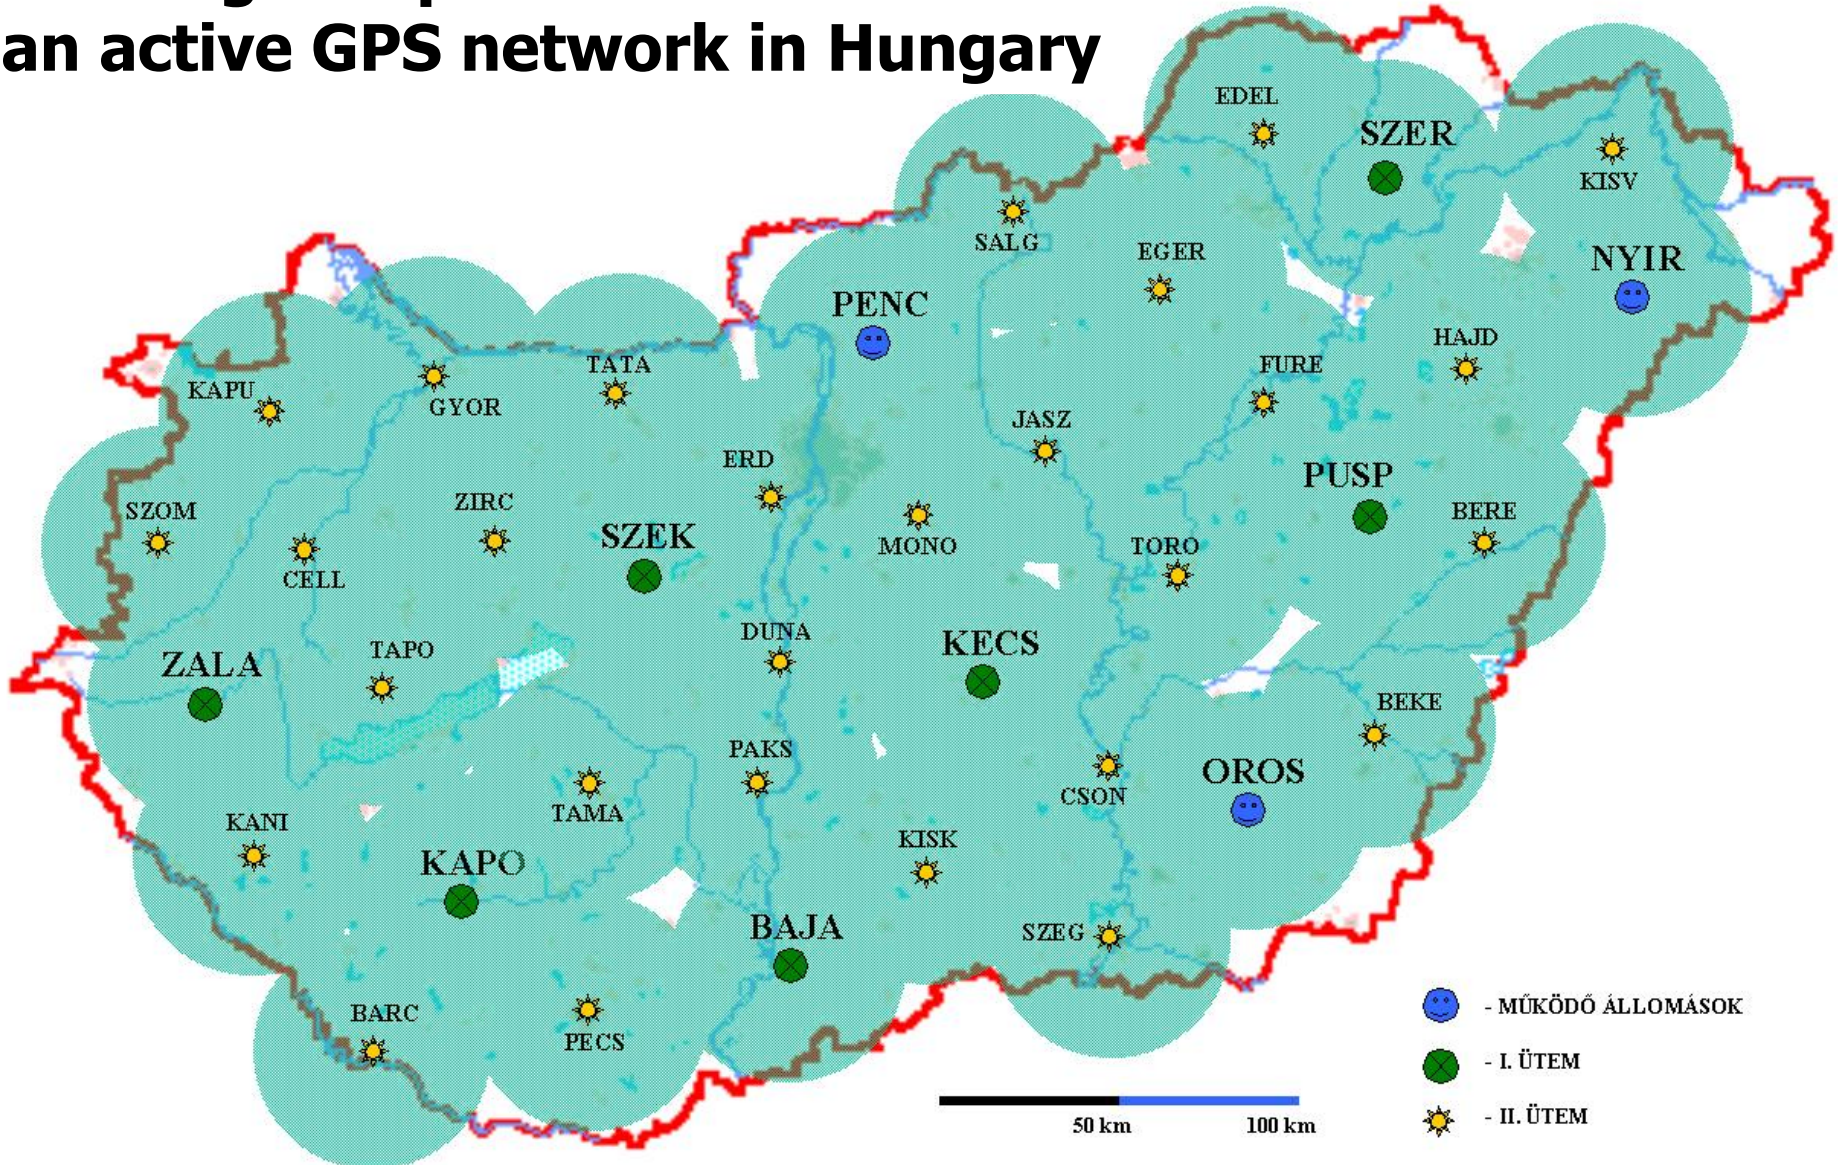 an active GPS network in Hungary
EDEL
SZER
KISV
SALG
EGER
NYIR
PENC
HAJD
TATA
FURE
KAPU
GYOR
JASZ
ERD
PUSP
ZIRC
SZOM
SZEK
BERE
MONO
TORO
CELL
DUNA
KECS
TAPO
ZALA
BEKE
PAKS
OROS
CSON
TAMA
KANI
KISK
KAPO
BAJA
SZEG
BARC
PECS
- MŰKÖDŐ ÁLLOMÁSOK
- I. ÜTEM
- II. ÜTEM
50 km 100 km